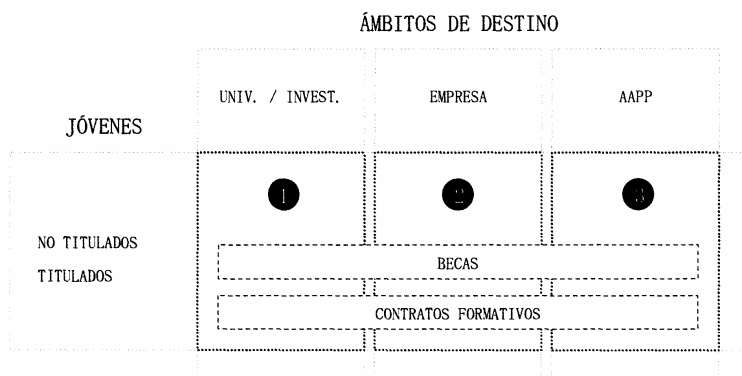 ÁMBITOS DE DESTINO
UNIV. / INVEST.
EMPRESA
AAPP
JÓVENES
1
2
3
NO TITULADOS
TITULADOS
BECAS
CONTRATOS FORMATIVOS